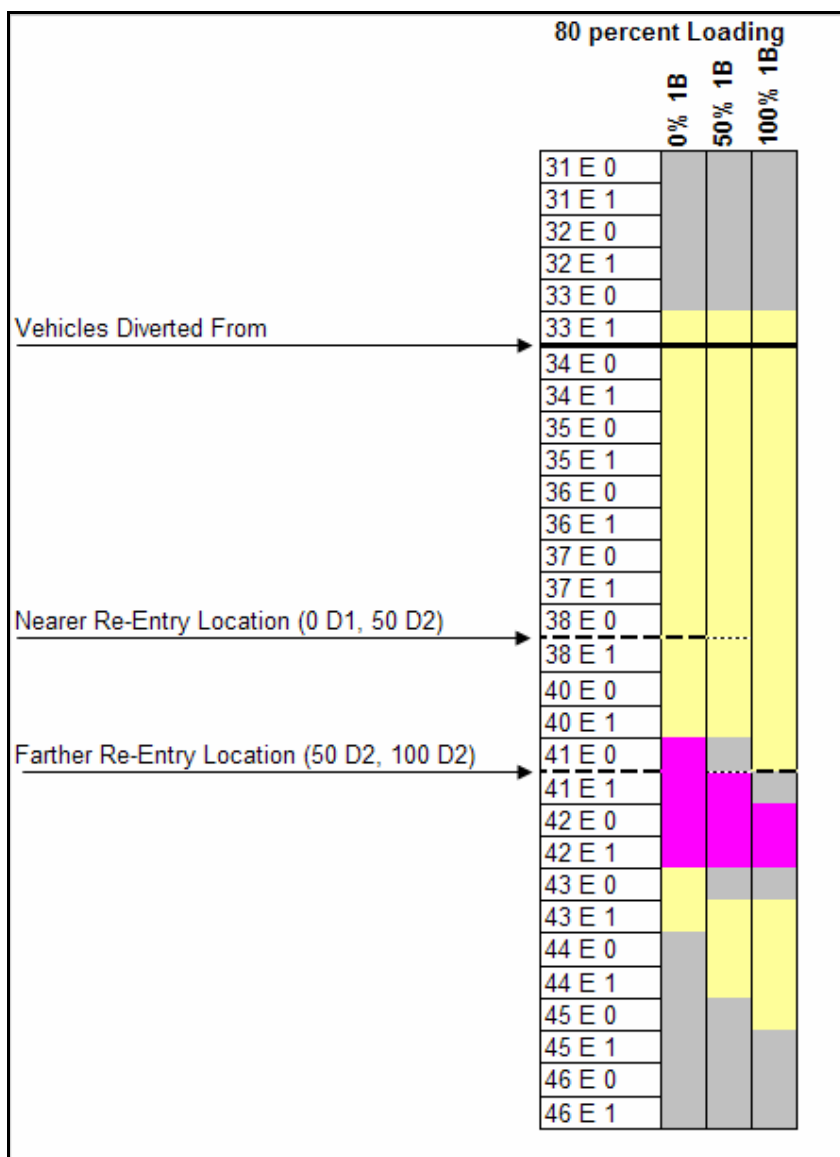 80 percent Loading
0% 1B
50% 1B
100% 1B
31 E 0
31 E 1
32 E 0
32 E 1
33 E 0
Vehicles Diverted From
33 E 1
34 E 0
34 E 1
35 E 0
35 E 1
36 E 0
36 E 1
37 E 0
37 E 1
Nearer Re-Entry Location (0 D1, 50 D2)
38 E 0
38 E 1
40 E 0
40 E 1
Farther Re-Entry Location (50 D2, 100 D2)
41 E 0
41 E 1
42 E 0
42 E 1
43 E 0
43 E 1
44 E 0
44 E 1
45 E 0
45 E 1
46 E 0
46 E 1